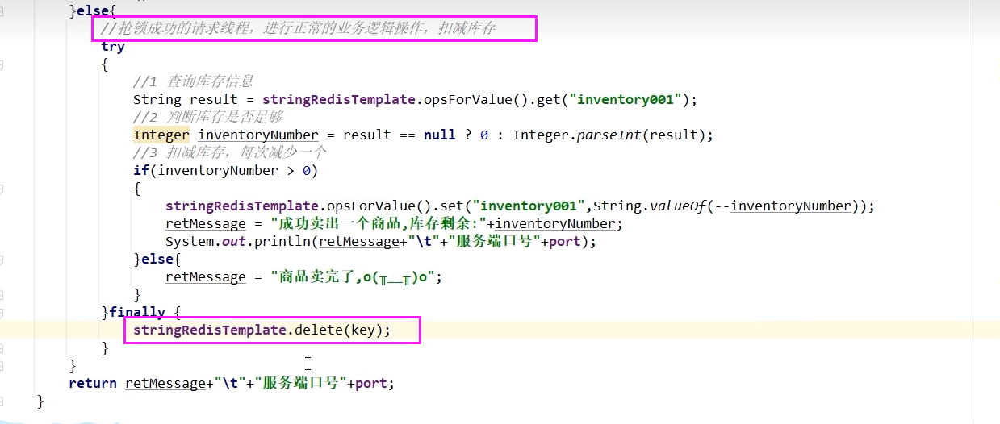 }else{
//抢锁成功的请求线程，进行正常的业务逻辑操作，扣减库存
try
{
//1 查询库存信息
String result = stringRedisTemplate.opsForValue().get("inventory001");
//2 判断库存是否足够
Integer inventoryNumber = result == null ? 0 : Integer.parseInt(result);
//3 扣减库存，每次减少一个
if(inventoryNumber > 0)
{
stringRedisTemplate.opsForValue().set("inventory001",String.valueOf(--inventoryNumber));
retMessage = "成功卖出一个商品,库存剩余:"+inventoryNumber;
System.out.println(retMessage+"\t"+"服务端口号"+port);
}else{
retMessage = "商品卖完了,o(╥﹏╥)o";
}
}finally {
stringRedisTemplate.delete(key);
}
}
return retMessage+"\t"+"服务端口号"+port;
}